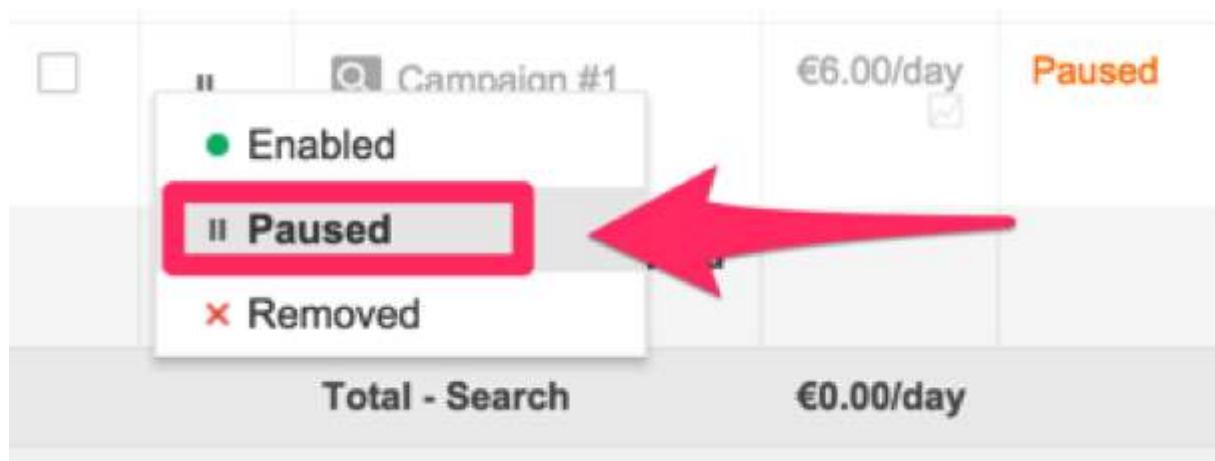 Campaign #1 €6.00/day Paused
Enabled
Paused
Removed
Total - Search €0.00/day